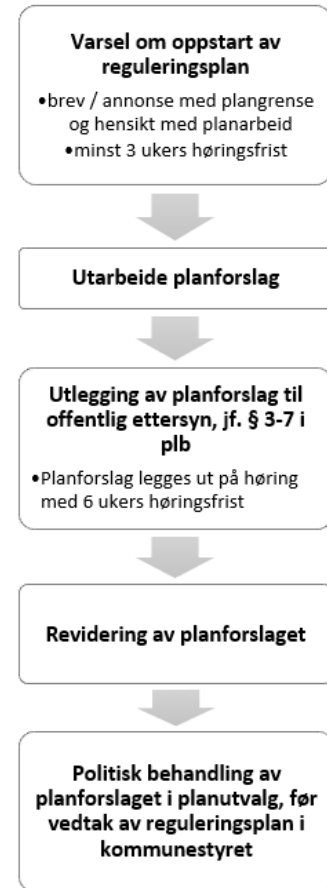 Varsel om oppstart av
reguleringsplan
•brev / annonse med plangrense
og hensikt med planarbeid
•minst 3 ukers høringsfrist
Utarbeide planforslag
Utlegging av planforslag til
offentlig ettersyn, jf. § 3-7 i
plb
•Planforslag legges ut på høring
med 6 ukers høringsfrist
Revidering av planforslaget
Politisk behandling av
planforslaget i planutvalg, før
vedtak av reguleringsplan i
kommunestyret